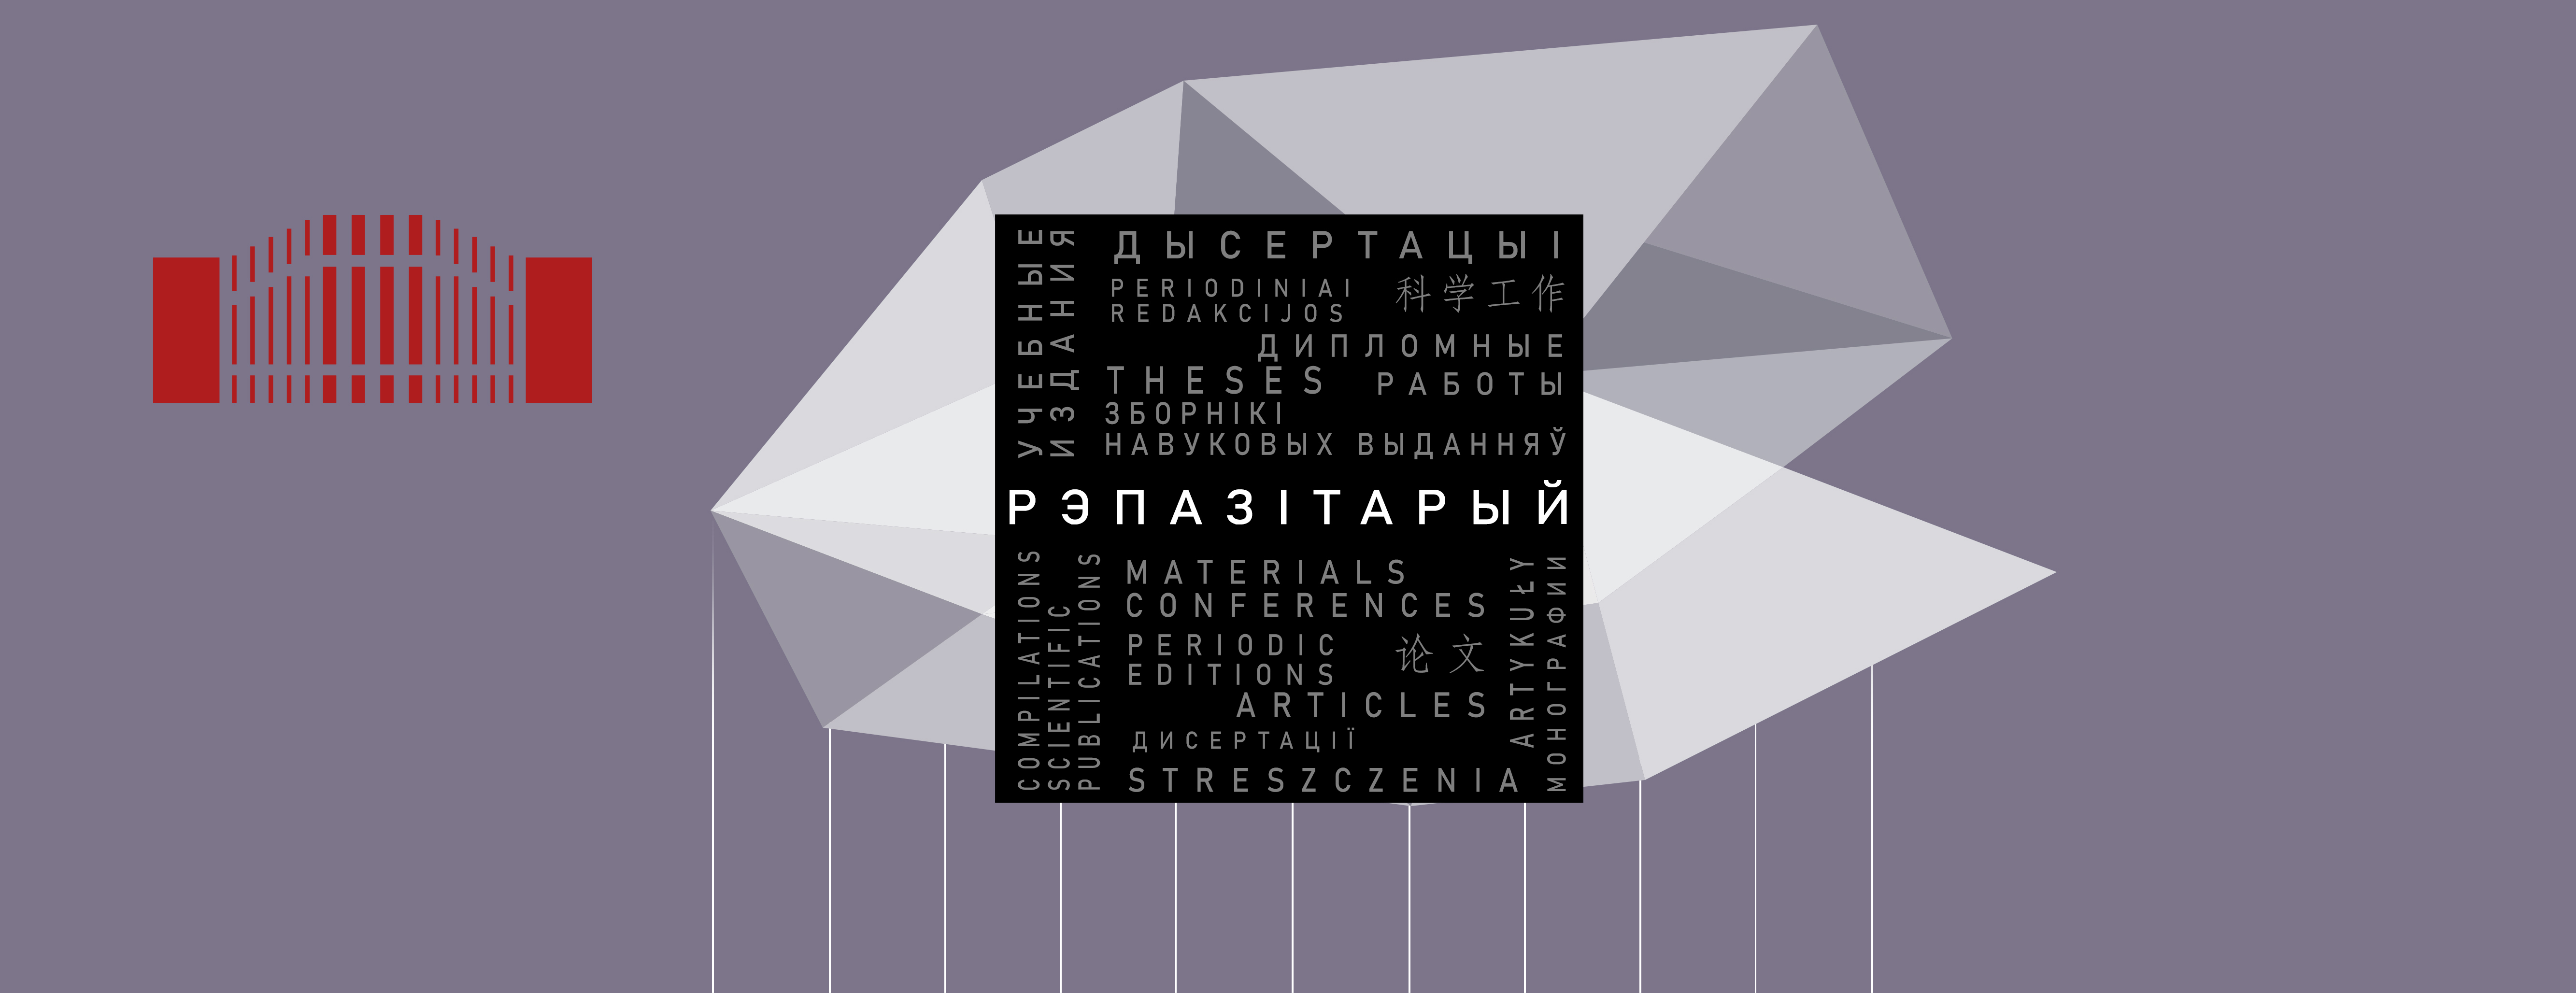 УЧЕБНЫЕ
ИЗДАНИЯ
ДЫСЕРТАЦЫІ
PERIODINIAI
REDAKCIJOS
科学工作
ДИПЛОМНЫЕ
THESES
РАБОТЫ
ЗБОРНІКІ
НАВУКОВЫХ ВЫДАННЯЎ
РЭПАЗІТАРЫЙ
COMPILATIONS
SCIENTIFIC
PUBLICATIONS
MATERIALS
CONFERENCES
PERIODIC
EDITIONS
论文
ARTICLES
ДИСЕРТАЦІЇ
STRESZCZENIA
ARTYKUŁY
МОНОГРАФИИ